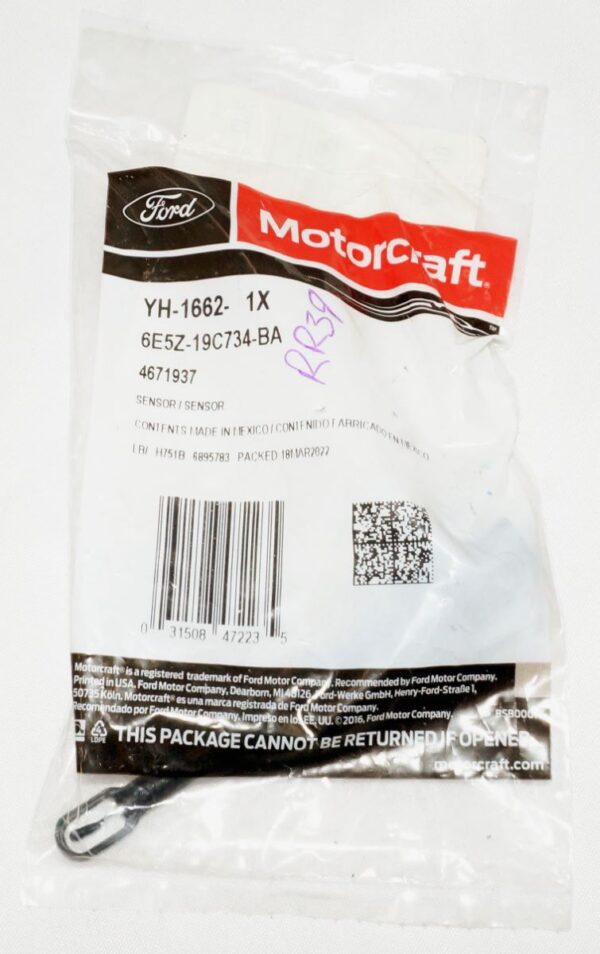 Ford
MOTORCRAFT
YH-1662- 1X
RR39
6E5Z-19C734-BA
4671937
SENSOR / SENSOR
CONTENTS MADE IN MEXICO / CONTENIDO FABRICADO EN MEXICO
LB/ H751B 6895783 PACKED 18MAR2022
0 31508 47223 5
Motorcraft® is a registered trademark of Ford Motor Company. Recommended by Ford Motor Company.
Printed in USA. Ford Motor Company, Dearborn, MI 48126. Ford-Werke GmbH, Henry-Ford-Straße 1,
50735 Köln. Motorcraft® es una marca registrada de Ford Motor Company.
Recomendado por Ford Motor Company. Impreso en los EE. UU. © 2016, Ford Motor Company.
LDPE
THIS PACKAGE CANNOT BE RETURNED IF OPENED
motorcraft.com